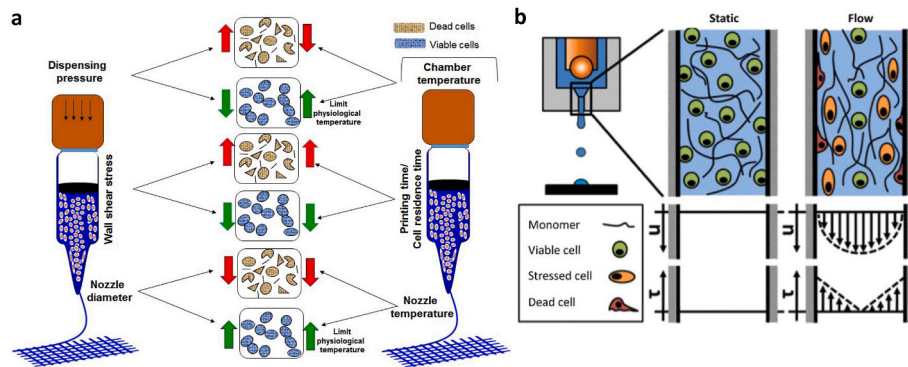 a
Dead cells
Viable cells
Dispensing pressure
Chamber temperature
Limit
physiological
temperature
Wall shear stress
Printing time/
Cell residence time
Nozzle
diameter
Nozzle
temperature
Limit
physiological
temperature
b
Static
Flow
Monomer
Viable cell
Stressed cell
Dead cell
u
u
τ
τ